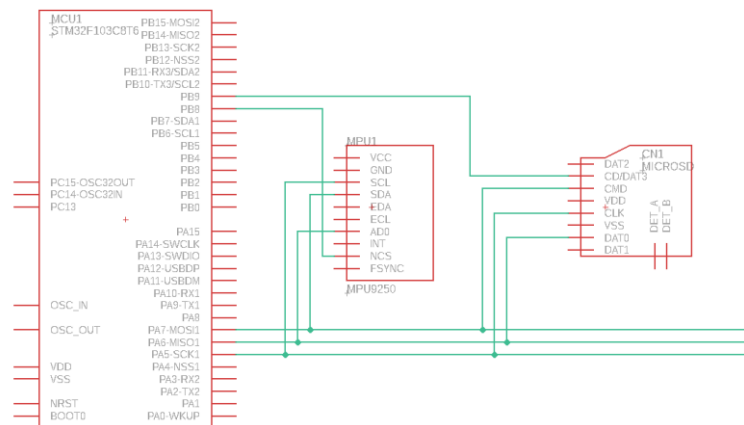 MCU1
STM32F103C8T6
PB15-MOSI2
PB14-MISO2
PB13-SCK2
PB12-NSS2
PB11-RX3/SDA2
PB10-TX3/SCL2
PB9
PB8
PB7-SDA1
PB6-SCL1
PB5
PB4
PB3
PC15-OSC32OUT
PB2
PC14-OSC32IN
PB1
PC13
PB0
PA15
PA14-SWCLK
PA13-SWDIO
PA12-USBDP
PA11-USBDM
PA10-RX1
OSC_IN
PA9-TX1
PA8
OSC_OUT
PA7-MOSI1
PA6-MISO1
PA5-SCK1
VDD
PA4-NSS1
VSS
PA3-RX2
PA2-TX2
NRST
PA1
BOOT0
PA0-WKUP
MPU1
VCC
GND
SCL
SDA
EDA
ECL
AD0
INT
NCS
FSYNC
MPU9250
CN1
MICROSD
DAT2
CD/DAT3
CMD
VDD
CLK
VSS
DAT0
DAT1
DET_A
DET_B